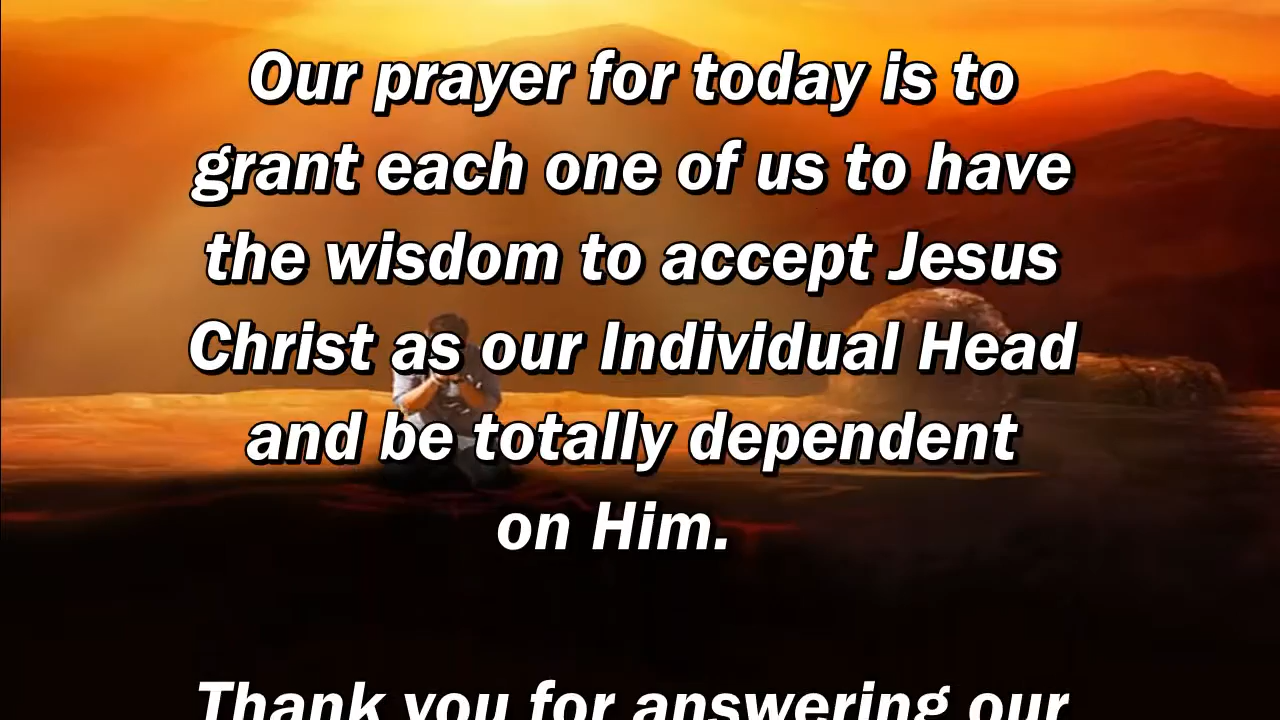 Our prayer for today is to
grant each one of us to have
the wisdom to accept Jesus
Christ as our Individual Head
and be totally dependent
on Him.
Thank you for answering our